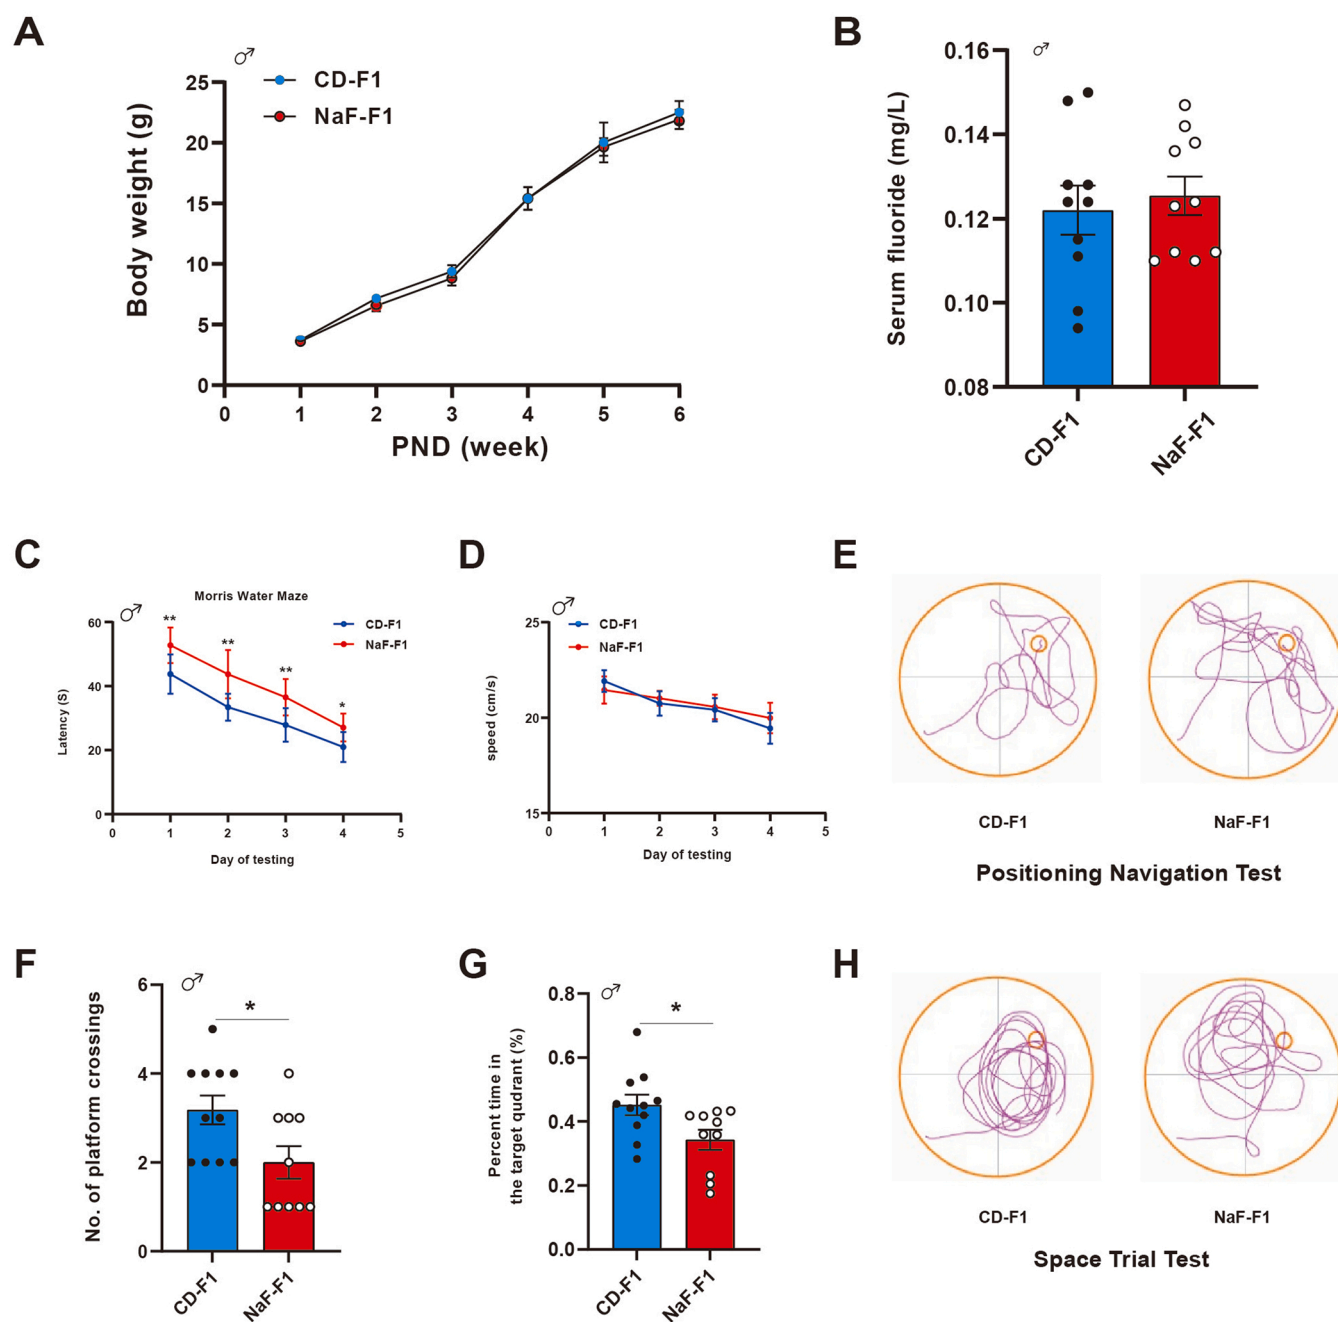 A
♂
CD-F1
NaF-F1
25
20
15
10
5
0
Body weight (g)
0 1 2 3 4 5 6
PND (week)
B
♂
0.16
0.14
0.12
0.10
0.08
Serum fluoride (mg/L)
CD-F1
NaF-F1
C
Morris Water Maze
♂
CD-F1
NaF-F1
60
40
20
0
Latency (S)
**
**
**
*
0 1 2 3 4 5
Day of testing
D
♂
CD-F1
NaF-F1
25
20
15
speed (cm/s)
0 1 2 3 4 5
Day of testing
E
CD-F1
NaF-F1
Positioning Navigation Test
F
♂
6
4
2
0
No. of platform crossings
*
CD-F1
NaF-F1
G
♂
0.8
0.6
0.4
0.2
0.0
Percent time in
the target qudrant (%)
*
CD-F1
NaF-F1
H
CD-F1
NaF-F1
Space Trial Test